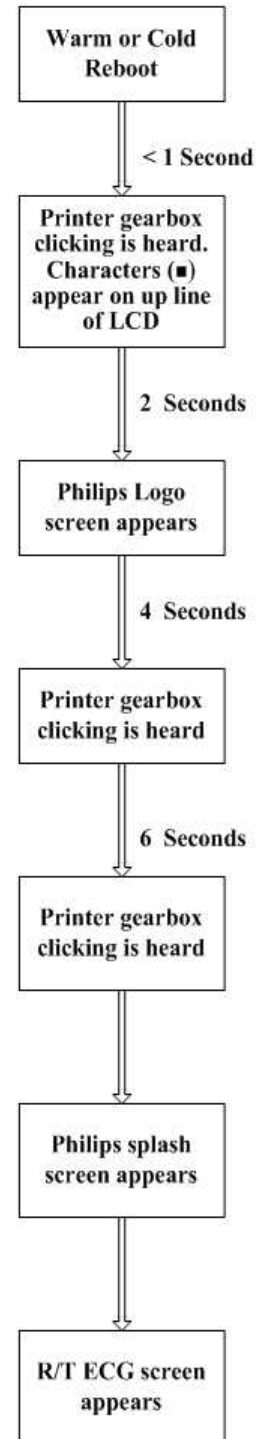 Warm or Cold
Reboot
< 1 Second
Printer gearbox
clicking is heard.
Characters (■)
appear on up line
of LCD
2 Seconds
Philips Logo
screen appears
4 Seconds
Printer gearbox
clicking is heard
6 Seconds
Printer gearbox
clicking is heard
Philips splash
screen appears
R/T ECG screen
appears